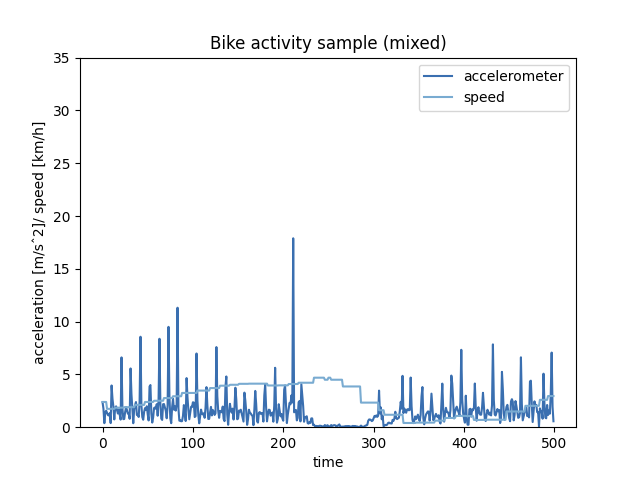 Bike activity sample (mixed)
accelerometer
speed
acceleration [m/sˆ2]/ speed [km/h]
35
30
25
20
15
10
5
0
0 100 200 300 400 500
time